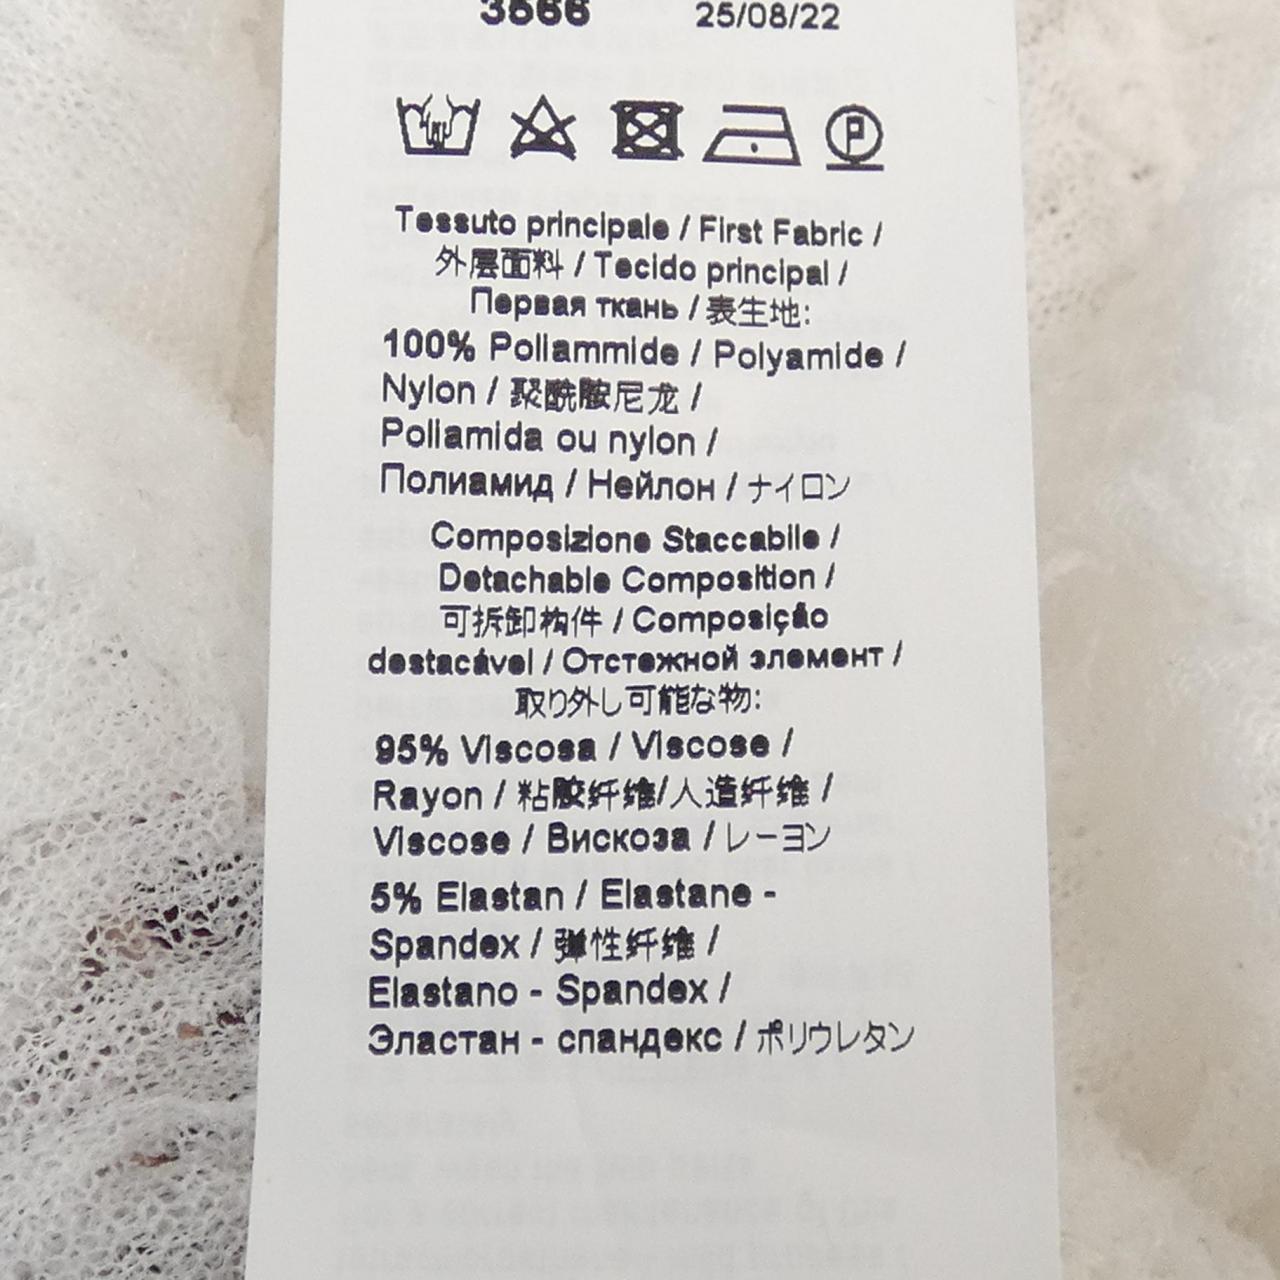 25/08/22
Tessuto principale / First Fabric /
外层面料 / Tecido principal /
Первая ткань / 表生地:
100% Poliammide / Polyamide /
Nylon / 聚酰胺尼龙 /
Poliamida ou nylon /
Полиамид / Нейлон / ナイロン
Composizione Staccabile /
Detachable Composition /
可拆卸构件 / Composição
destacável / Отстежной элемент /
取り外し可能な物:
95% Viscosa / Viscose /
Rayon / 粘胶纤维/人造纤维 /
Viscose / Вискоза / レーヨン
5% Elastan / Elastane -
Spandex / 弹性纤维 /
Elastano - Spandex /
Эластан - спандекс / ポリウレタン